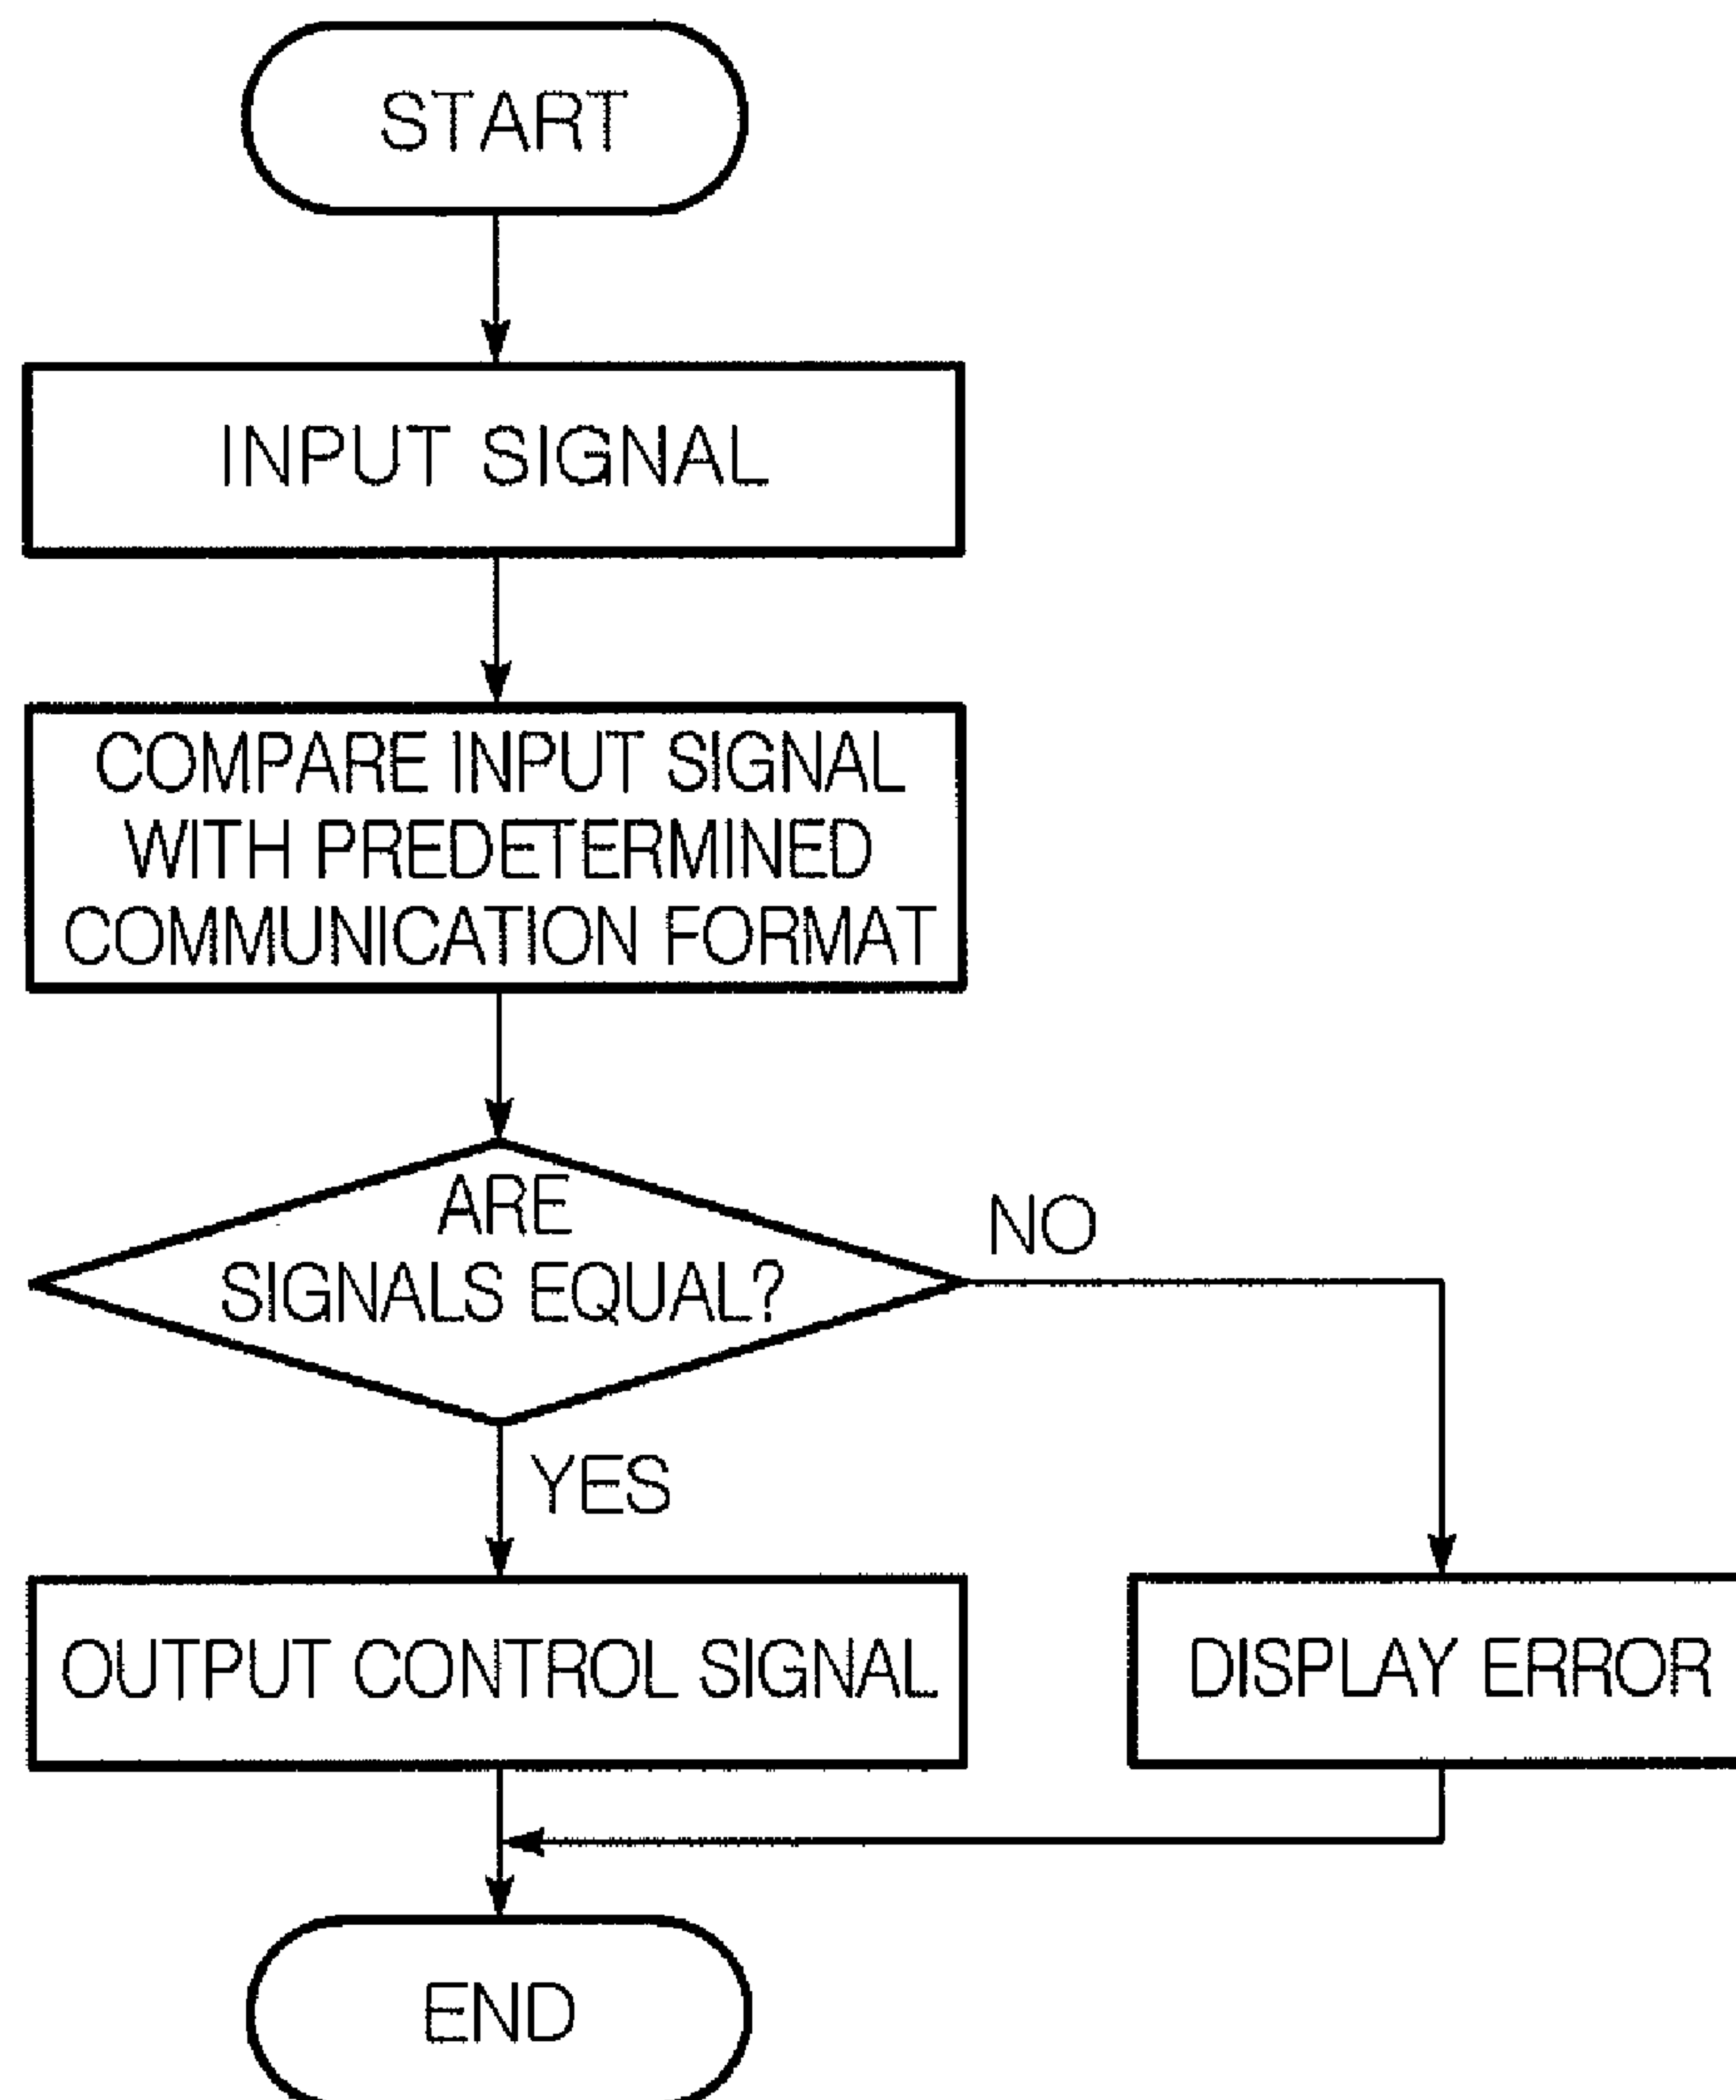 START
INPUT SIGNAL
COMPARE INPUT SIGNAL
WITH PREDETERMINED
COMMUNICATION FORMAT
ARE
SIGNALS EQUAL?
NO
YES
OUTPUT CONTROL SIGNAL
DISPLAY ERROR
END